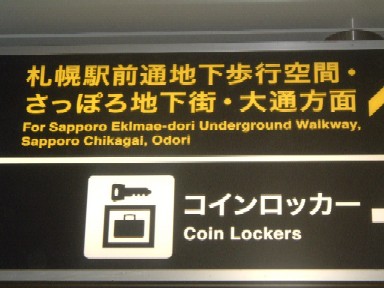 札幌駅前通地下歩行空間・
さっぽろ地下街・大通方面
For Sapporo Ekimae-dori Underground Walkway,
Sapporo Chikagai, Odori
コインロッカー
Coin Lockers